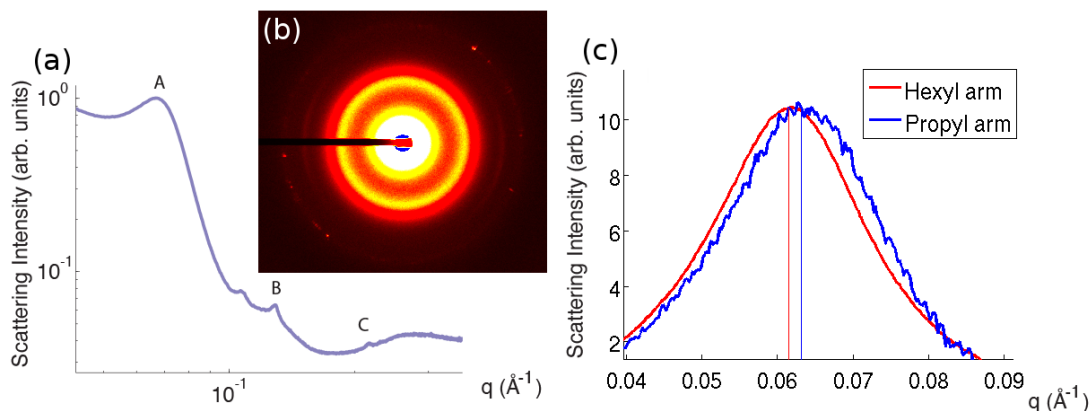 (a)
Scattering Intensity (arb. units)
10⁰
10⁻¹
A
B
C
10⁻¹
q (Å⁻¹)
(b)
(c)
Scattering Intensity (arb. units)
10
8
6
4
2
Hexyl arm
Propyl arm
0.04 0.05 0.06 0.07 0.08 0.09
q (Å⁻¹)